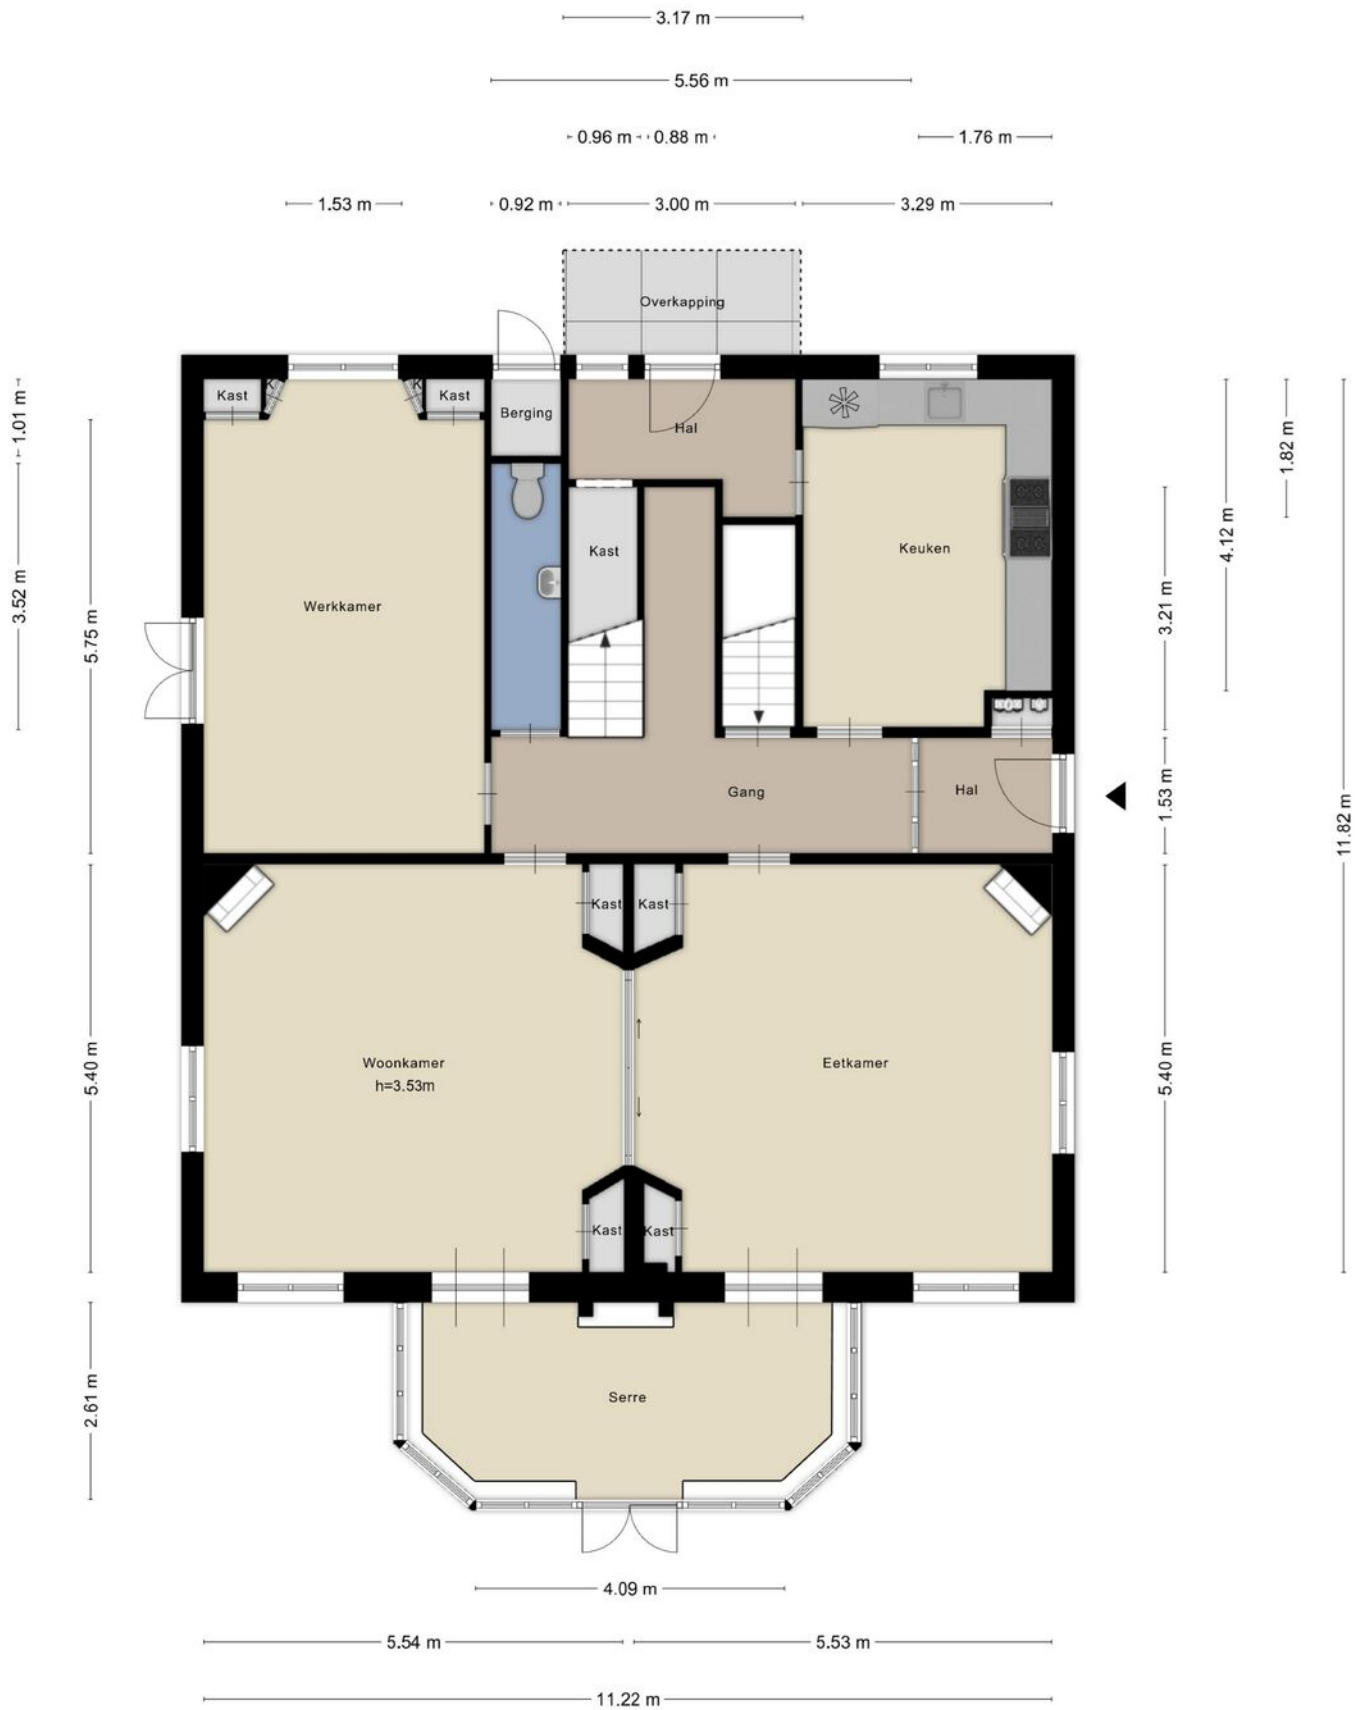 3.17 m
5.56 m
0.96 m
0.88 m
1.76 m
1.53 m
0.92 m
3.00 m
3.29 m
Overkapping
Kast
K
K
Kast
Berging
Hal
1.01 m
1.82 m
4.12 m
Kast
Keuken
3.52 m
5.75 m
Werkkamer
3.21 m
Gang
Hal
1.53 m
11.82 m
Kast
Kast
5.40 m
Woonkamer
h=3.53m
Eetkamer
5.40 m
Kast
Kast
2.61 m
Serre
4.09 m
5.54 m
5.53 m
11.22 m